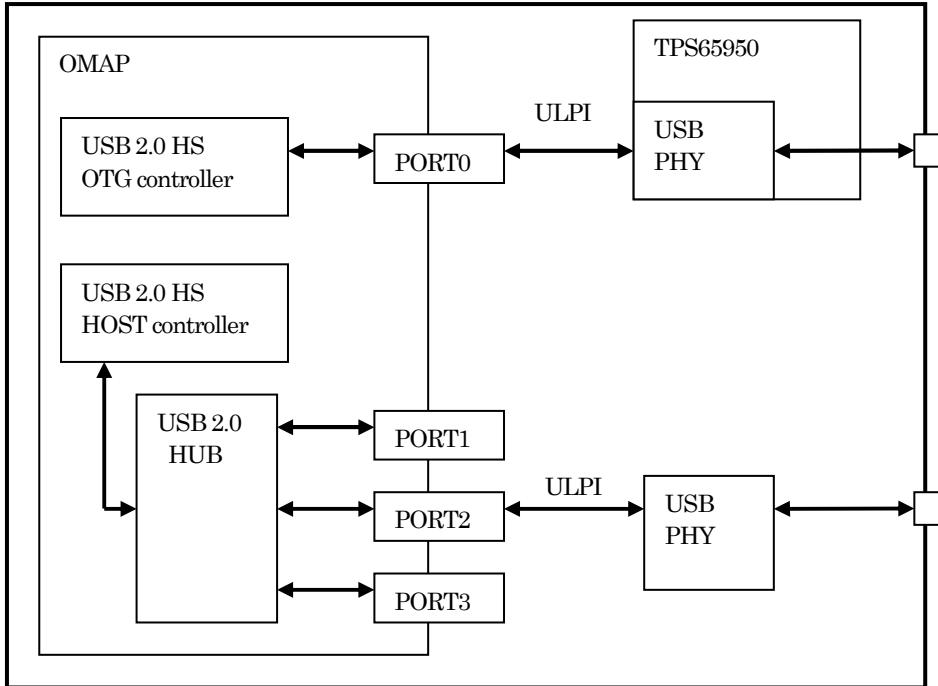 OMAP
TPS65950
USB 2.0 HS
OTG controller
PORT0
ULPI
USB
PHY
USB 2.0 HS
HOST controller
USB 2.0
HUB
PORT1
PORT2
ULPI
USB
PHY
PORT3